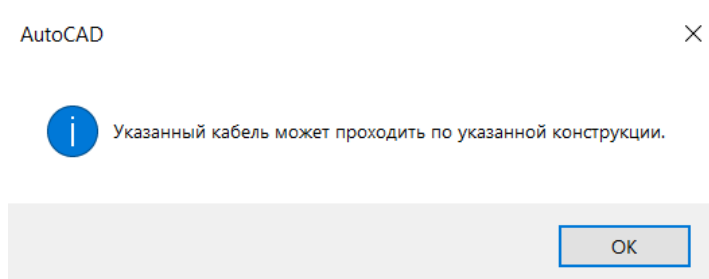 AutoCAD
Указанный кабель может проходить по указанной конструкции.
OK